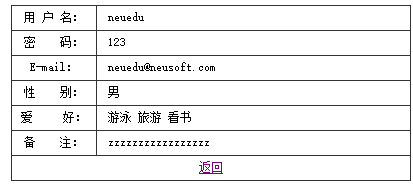 用 户 名： neuedu
密 码： 123
E-mail： neuedu@neusoft.com
性 别： 男
爱 好： 游泳 旅游 看书
备 注： zzzzzzzzzzzzzzzzz
返回